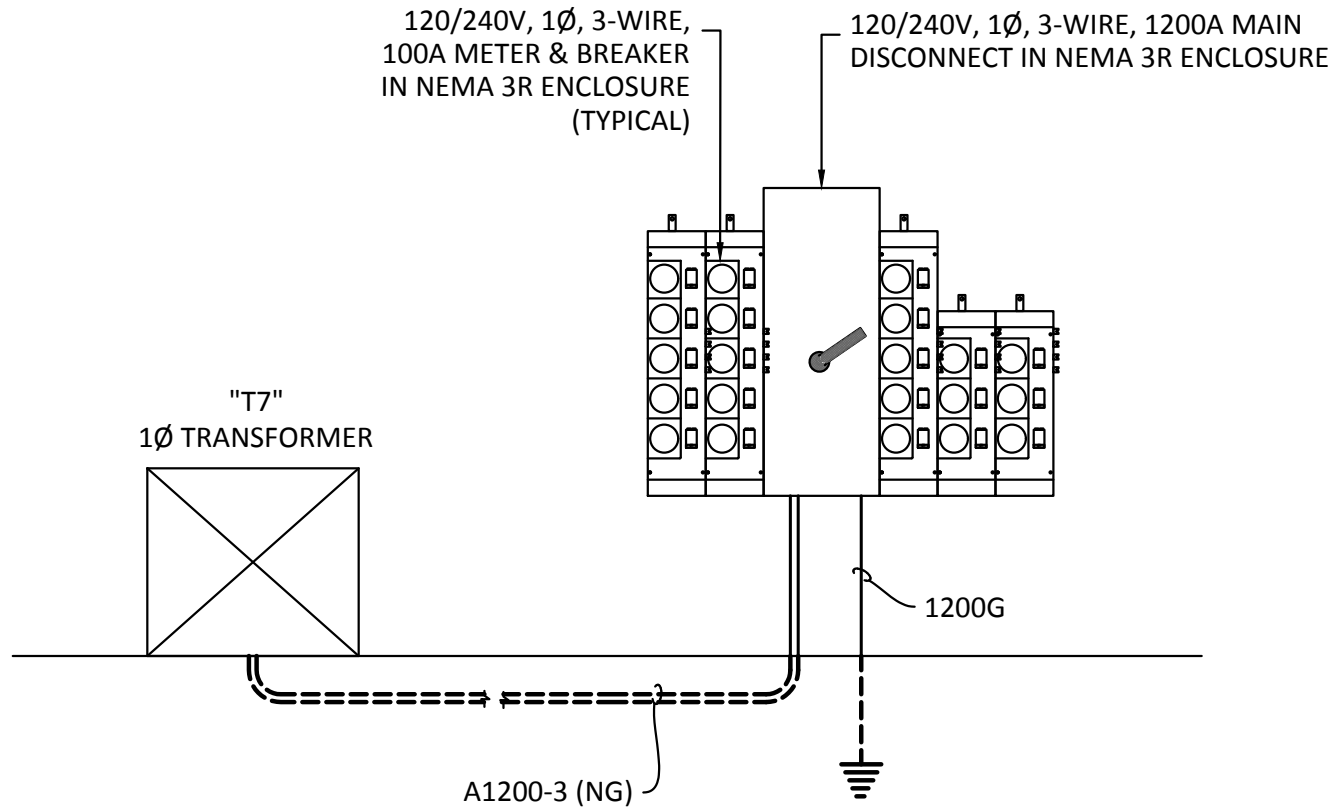 120/240V, 1Ø, 3-WIRE,
100A METER & BREAKER
IN NEMA 3R ENCLOSURE
(TYPICAL)
120/240V, 1Ø, 3-WIRE, 1200A MAIN
DISCONNECT IN NEMA 3R ENCLOSURE
"T7"
1Ø TRANSFORMER
1200G
A1200-3 (NG)